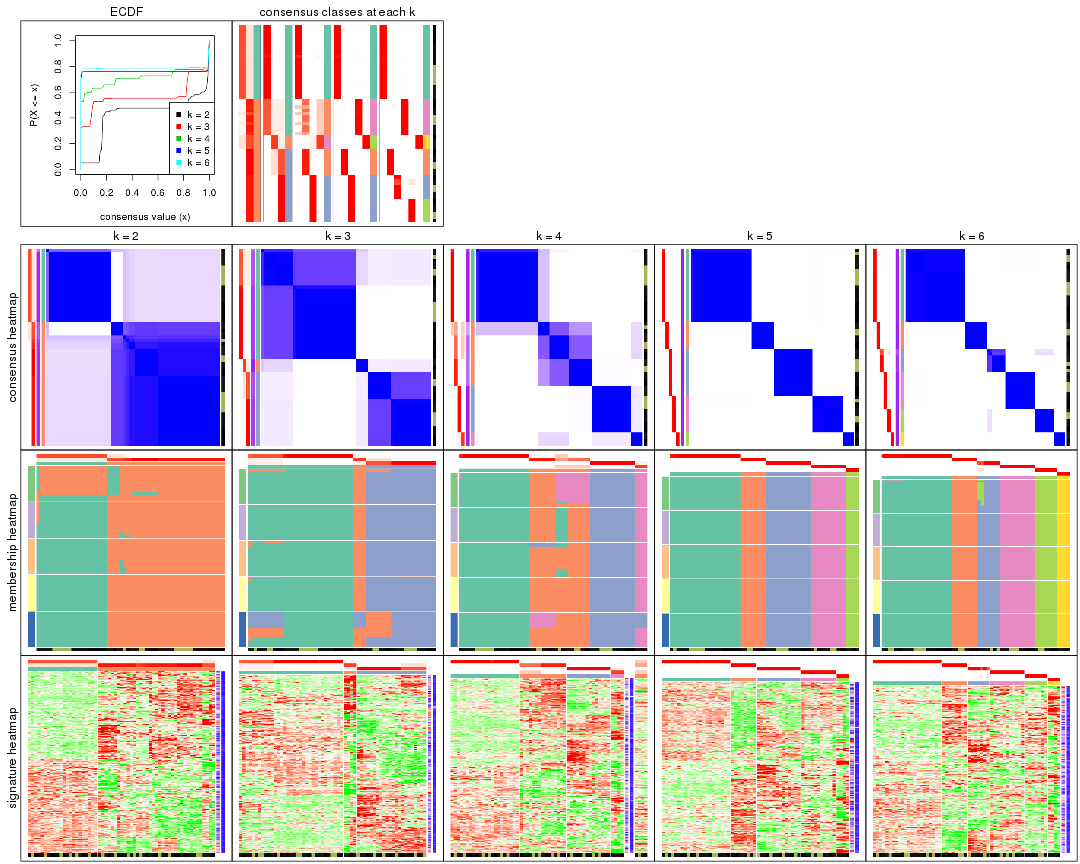 ECDF
consensus classes at each k
P(X <= x)
0.0 0.2 0.4 0.6 0.8 1.0
k = 2
k = 3
k = 4
k = 5
k = 6
0.0 0.2 0.4 0.6 0.8 1.0
consensus value (x)
k = 2
k = 3
k = 4
k = 5
k = 6
consensus heatmap
membership heatmap
signature heatmap